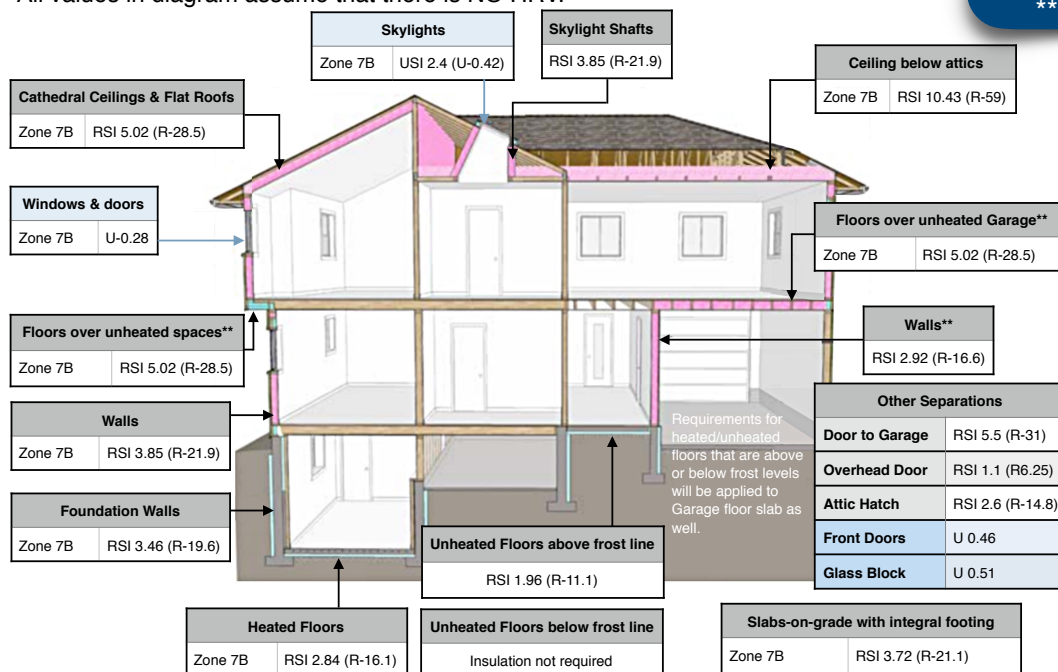 All values in diagram assume that there is NO HRV.
**
Skylights
Zone 7B USI 2.4 (U-0.42)
Skylight Shafts
RSI 3.85 (R-21.9)
Ceiling below attics
Zone 7B RSI 10.43 (R-59)
Cathedral Ceilings & Flat Roofs
Zone 7B RSI 5.02 (R-28.5)
Windows & doors
Zone 7B U-0.28
Floors over unheated Garage**
Zone 7B RSI 5.02 (R-28.5)
Floors over unheated spaces**
Zone 7B RSI 5.02 (R-28.5)
Walls**
RSI 2.92 (R-16.6)
Walls
Zone 7B RSI 3.85 (R-21.9)
Other Separations
Door to Garage RSI 5.5 (R-31)
Overhead Door RSI 1.1 (R6.25)
Attic Hatch RSI 2.6 (R-14.8)
Front Doors U 0.46
Glass Block U 0.51
Requirements for
heated/unheated
floors that are above
or below frost levels
will be applied to
Garage floor slab as
well.
Foundation Walls
Zone 7B RSI 3.46 (R-19.6)
Unheated Floors above frost line
RSI 1.96 (R-11.1)
Heated Floors
Zone 7B RSI 2.84 (R-16.1)
Unheated Floors below frost line
Insulation not required
Slabs-on-grade with integral footing
Zone 7B RSI 3.72 (R-21.1)